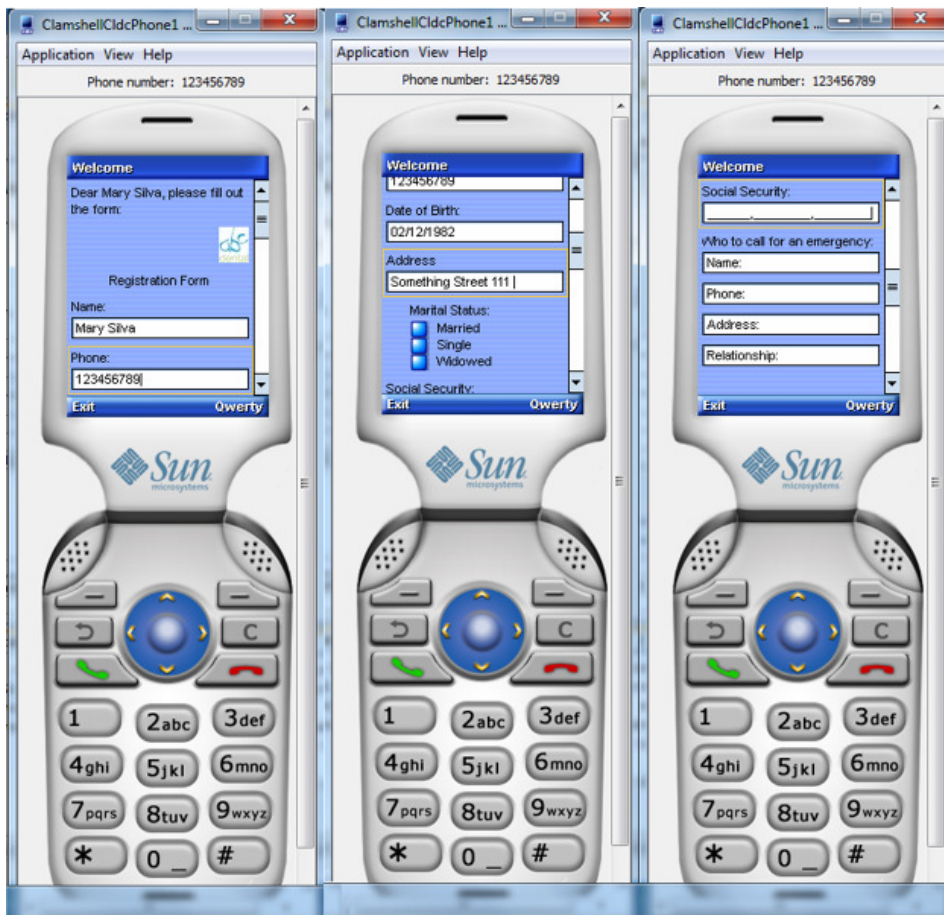 ClamshellCldcPhone1 ...
Application View Help
Phone number: 123456789
Welcome
Dear Mary Silva, please fill out
the form:
abc
dental
Registration Form
Name:
Mary Silva
Phone:
123456789
Exit Qwerty
Sun
microsystems
C
1 2abc 3def
4ghi 5jkl 6mno
7pqrs 8tuv 9wxyz
* 0 _ #
ClamshellCldcPhone1 ...
Application View Help
Phone number: 123456789
Welcome
123456789
Date of Birth:
02/12/1982
Address
Something Street 111
Marital Status:
Married
Single
Widowed
Social Security:
Exit Qwerty
Sun
microsystems
C
1 2abc 3def
4ghi 5jkl 6mno
7pqrs 8tuv 9wxyz
* 0 _ #
ClamshellCldcPhone1 ...
Application View Help
Phone number: 123456789
Welcome
Social Security:
_____._______._______
Who to call for an emergency:
Name:
Phone:
Address:
Relationship:
Exit Qwerty
Sun
microsystems
C
1 2abc 3def
4ghi 5jkl 6mno
7pqrs 8tuv 9wxyz
* 0 _ #